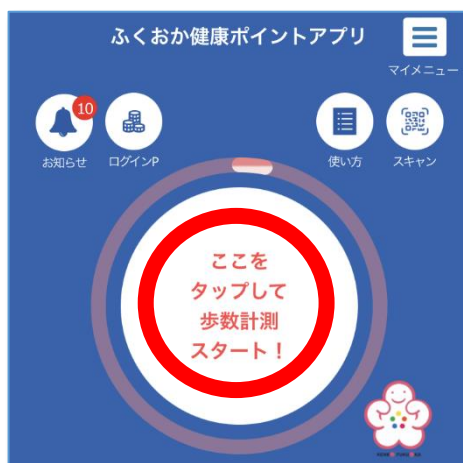 ふくおか健康ポイントアプリ
マイメニュー
10
お知らせ
ログインP
使い方
スキャン
ここを
タップして
歩数計測
スタート！